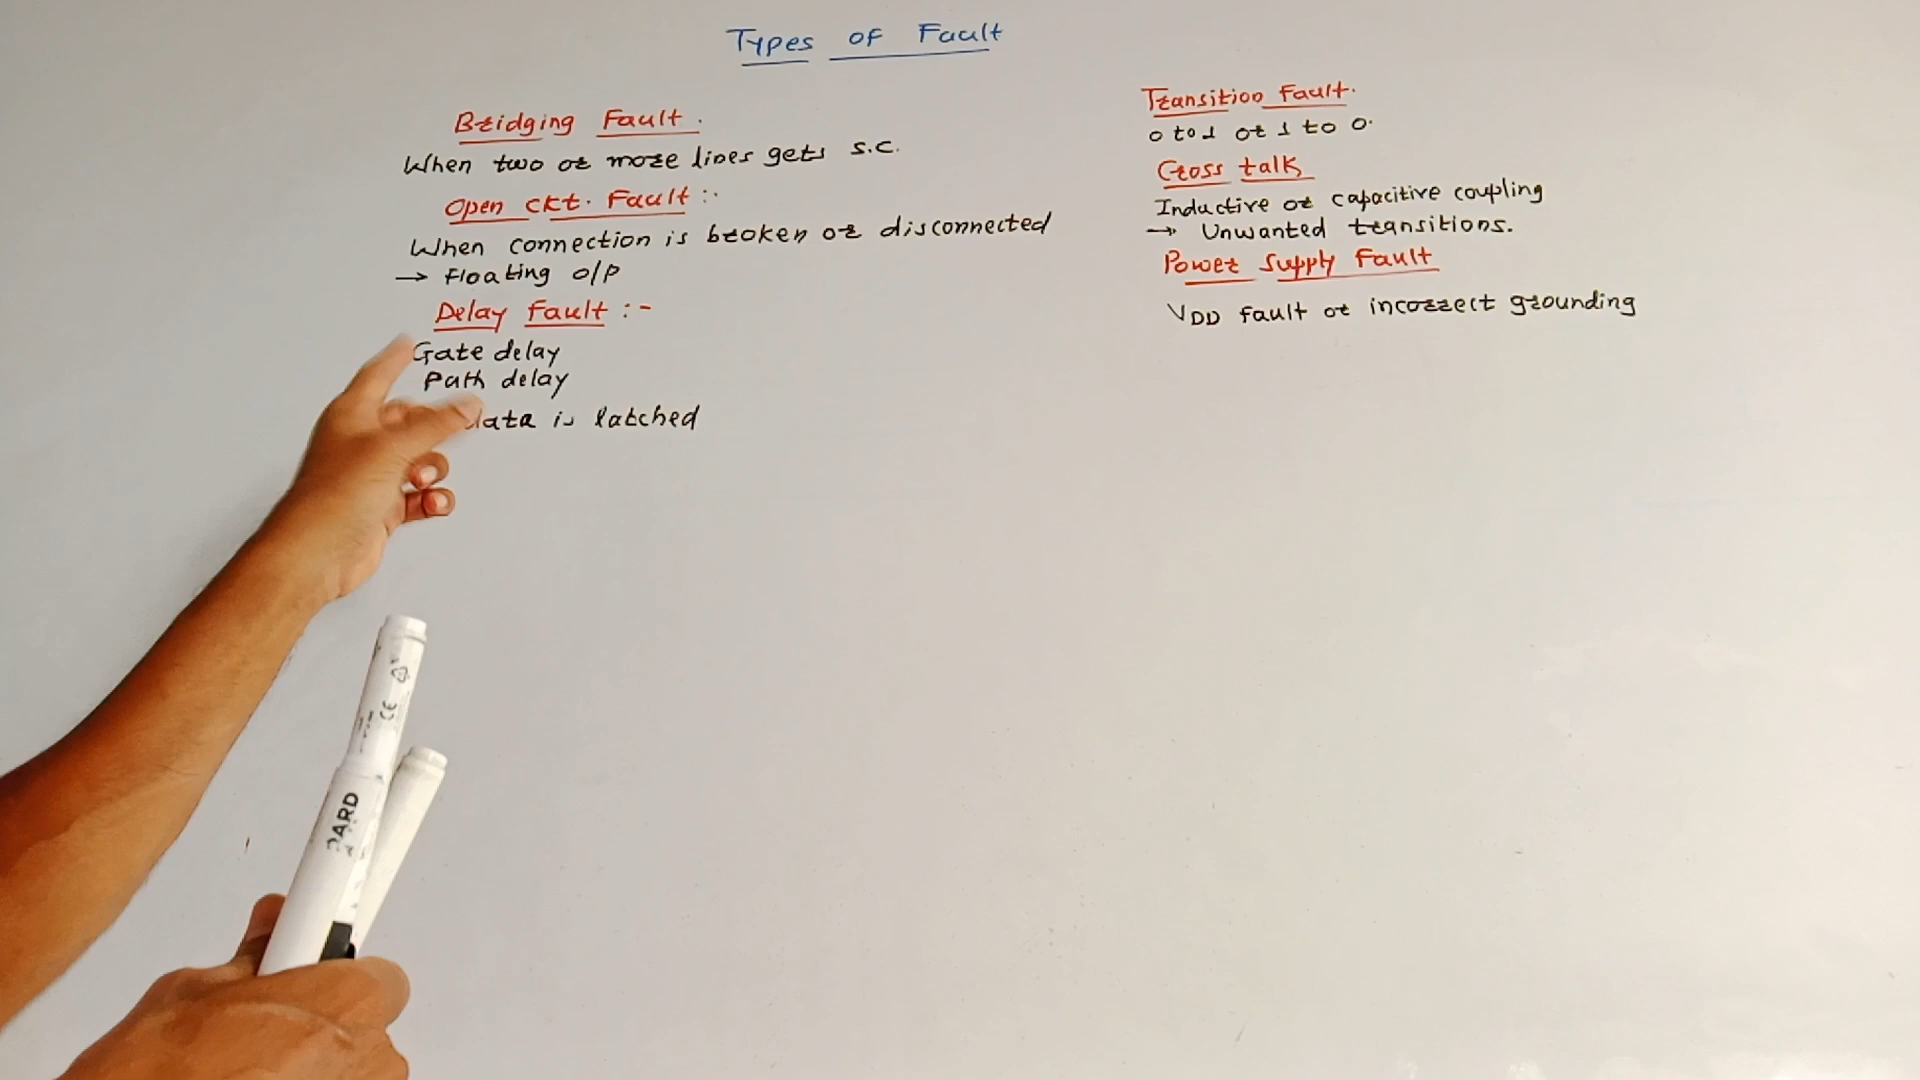 Types of Fault
Bridging Fault.
When two or more lines gets s.c.
Open ckt. Fault :-
When connection is broken or disconnected
→ Floating o/p
Delay Fault :-
Gate delay
Path delay
data is latched
Transition Fault.
0 to 1 or 1 to 0.
Cross talk
Inductive or capacitive coupling
→ Unwanted transitions.
Power Supply Fault
VDD fault or incorrect grounding
CE